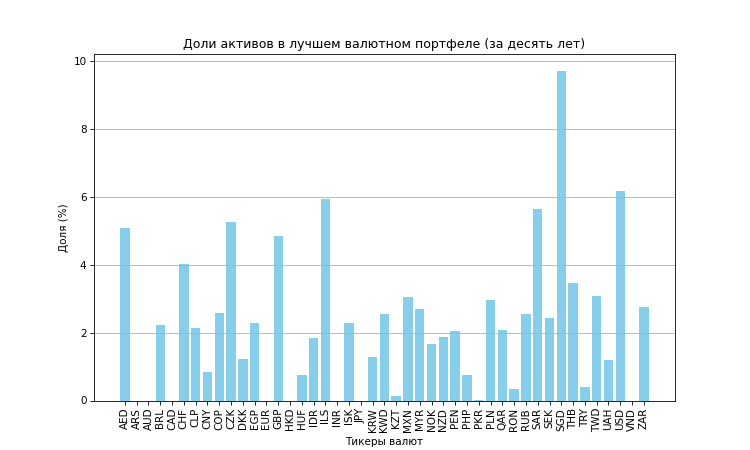 Доли активов в лучшем валютном портфеле (за десять лет)
10
8
6
4
2
0
Доля (%)
AED ARS AUD BRL CAD CHF CLP CNY COP CZK DKK EGP EUR GBP HKD HUF IDR ILS INR ISK JPY KRW KWD KZT MXN MYR NOK NZD PEN PHP PKR PLN QAR RON RUB SAR SEK SGD THB TRY TWD UAH USD VND ZAR
Тикеры валют